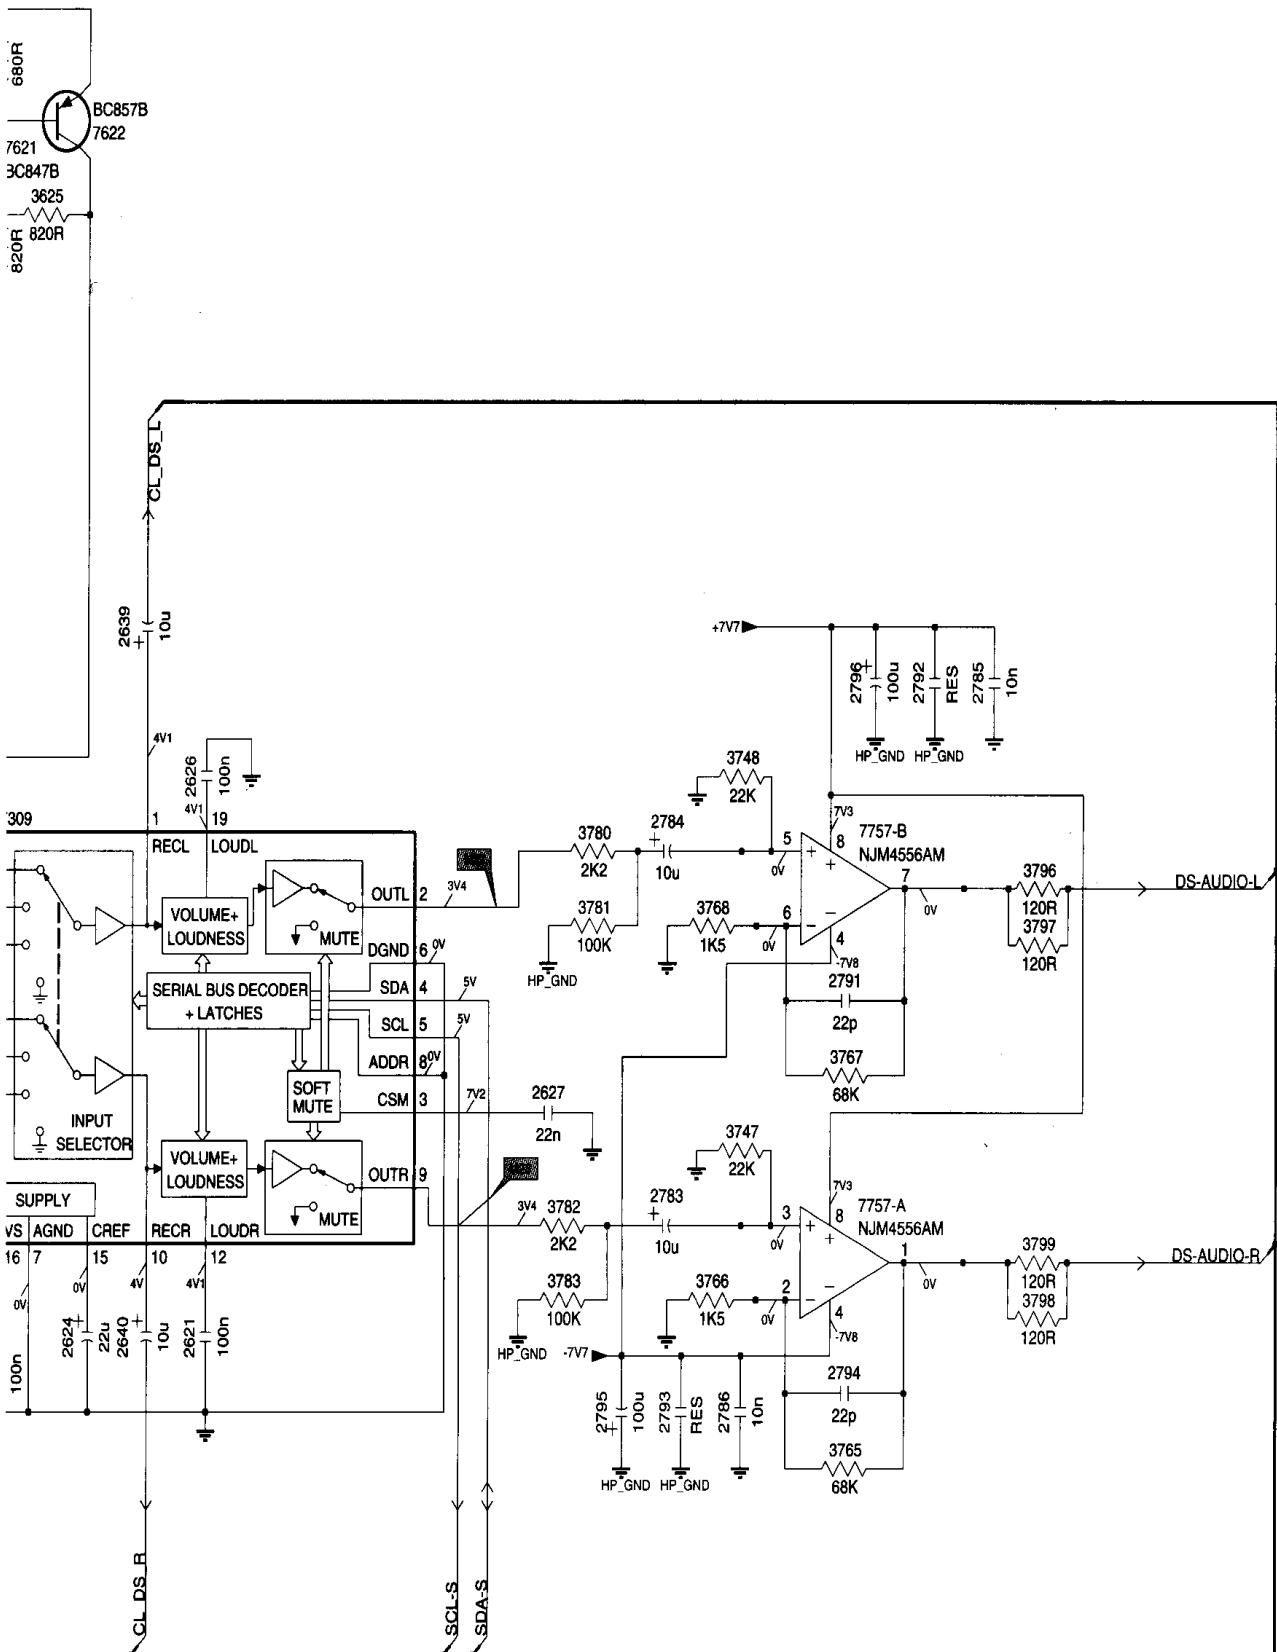 680R
BC857B
7622
7621
BC847B
3625
820R
820R
CL_DS_L
2639
10u
+
+7V7
2796
+
100u
2792
RES
2785
10n
HP_GND
HP_GND
4V1
2626
100n
4V1
309
1
19
RECL
LOUDL
3748
22K
7V3
3780
2K2
2784
+
10u
5
0V
+
8
+
7757-B
NJM4556AM
7
0V
3796
120R
3797
120R
DS-AUDIO-L
OUTL
2
3V4
VOLUME+
LOUDNESS
MUTE
3781
100K
HP_GND
3768
1K5
6
0V
–
–
4
-7V8
DGND
6
0V
2791
22p
SERIAL BUS DECODER
+ LATCHES
SDA
4
5V
SCL
5
5V
ADDR
8
0V
3767
68K
SOFT
MUTE
CSM
3
7V2
2627
22n
INPUT
SELECTOR
VOLUME+
LOUDNESS
MUTE
OUTR
9
3747
22K
7V3
SUPPLY
VS
AGND
CREF
RECR
LOUDR
16
7
15
10
12
3V4
3782
2K2
2783
+
10u
3
0V
+
8
+
7757-A
NJM4556AM
1
0V
3799
120R
3798
120R
DS-AUDIO-R
0V
0V
4V
4V1
3783
100K
HP_GND
3766
1K5
2
0V
–
–
4
-7V8
100n
2624
+
22u
2640
+
10u
2621
100n
-7V7
2795
+
100u
2793
RES
2786
10n
2794
22p
HP_GND
HP_GND
3765
68K
CL_DS_R
SCL-S
SDA-S